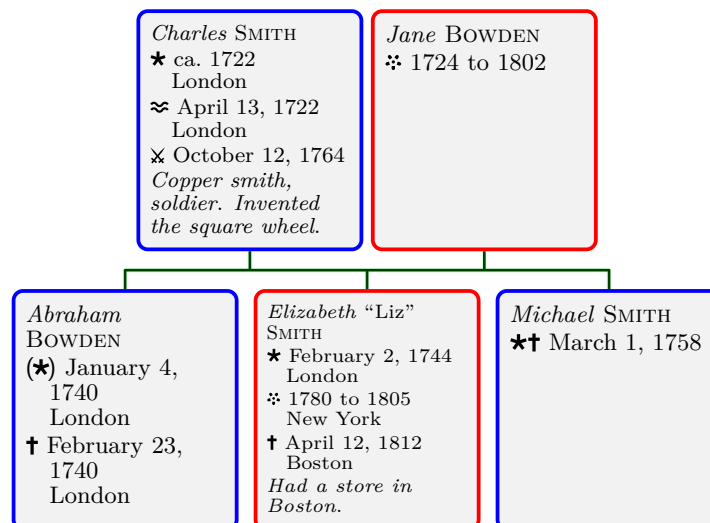 Charles SMITH
★ ca. 1722
London
≈ April 13, 1722
London
⚔ October 12, 1764
Copper smith,
soldier. Invented
the square wheel.
Jane BOWDEN
፨ 1724 to 1802
Abraham
BOWDEN
(★) January 4,
1740
London
✝ February 23,
1740
London
Elizabeth “Liz”
SMITH
★ February 2, 1744
London
፨ 1780 to 1805
New York
✝ April 12, 1812
Boston
Had a store in
Boston.
Michael SMITH
★✝ March 1, 1758